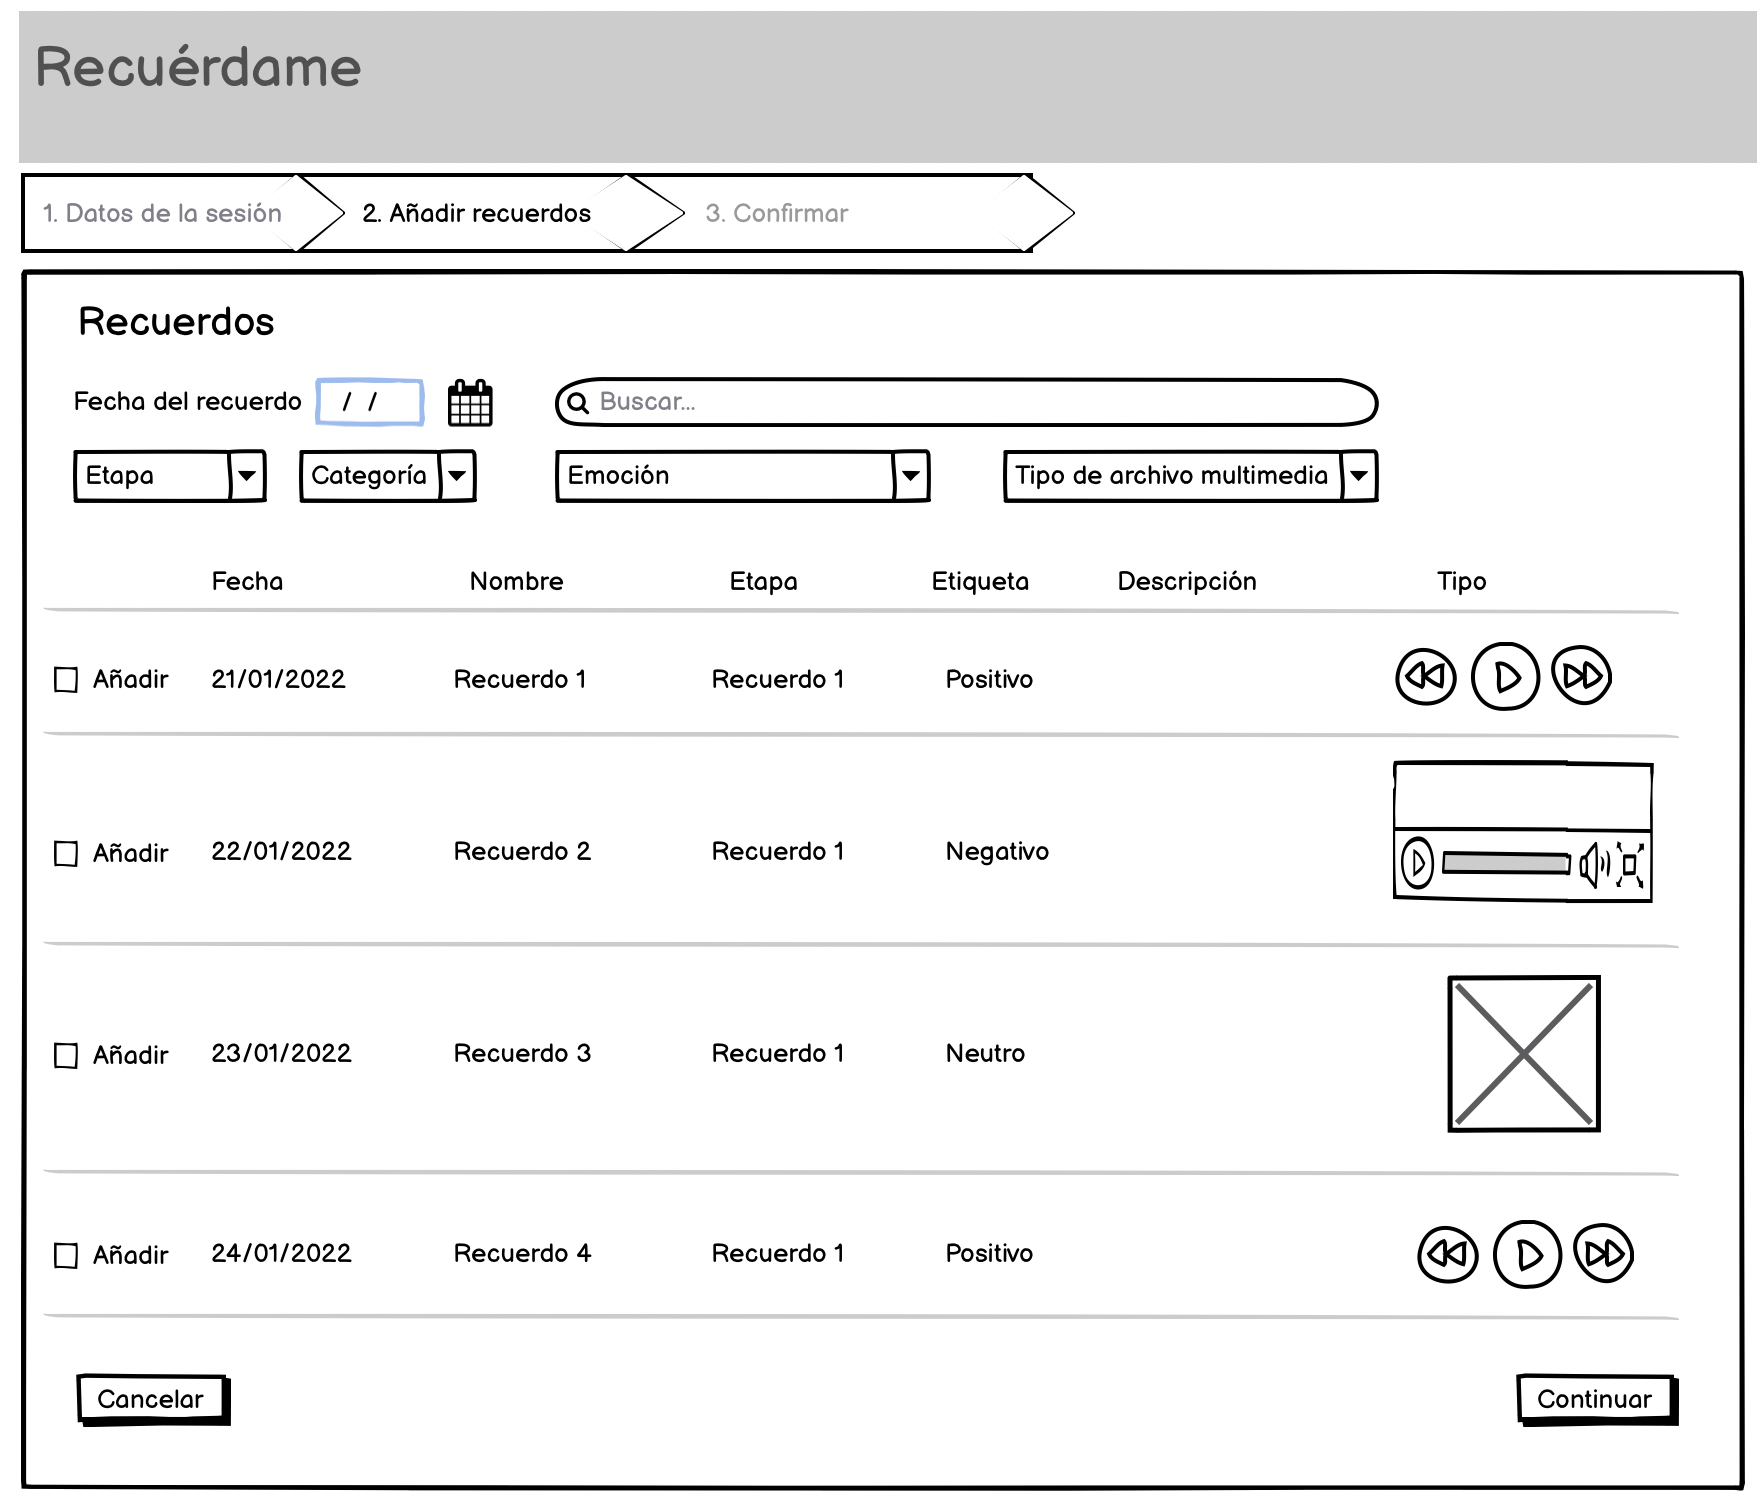 Recuérdame
1. Datos de la sesión 2. Añadir recuerdos 3. Confirmar
Recuerdos
Fecha del recuerdo / / Buscar...
Etapa Categoría Emoción Tipo de archivo multimedia
Fecha Nombre Etapa Etiqueta Descripción Tipo
Añadir 21/01/2022 Recuerdo 1 Recuerdo 1 Positivo
Añadir 22/01/2022 Recuerdo 2 Recuerdo 1 Negativo
Añadir 23/01/2022 Recuerdo 3 Recuerdo 1 Neutro
Añadir 24/01/2022 Recuerdo 4 Recuerdo 1 Positivo
Cancelar Continuar